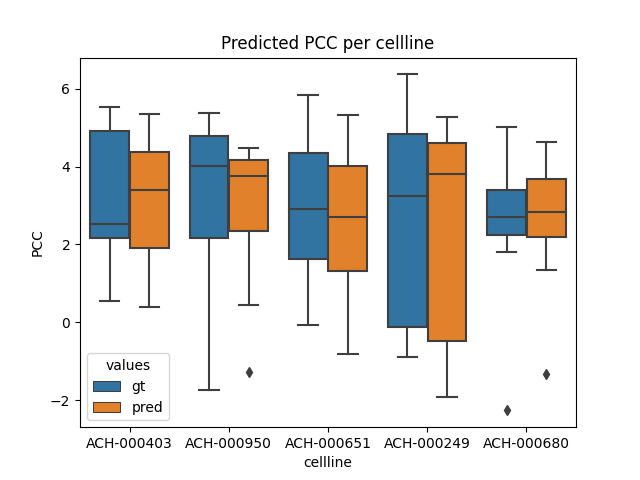 Predicted PCC per cellline
PCC
6
4
2
0
−2
values
gt
pred
ACH-000403 ACH-000950 ACH-000651 ACH-000249 ACH-000680
cellline